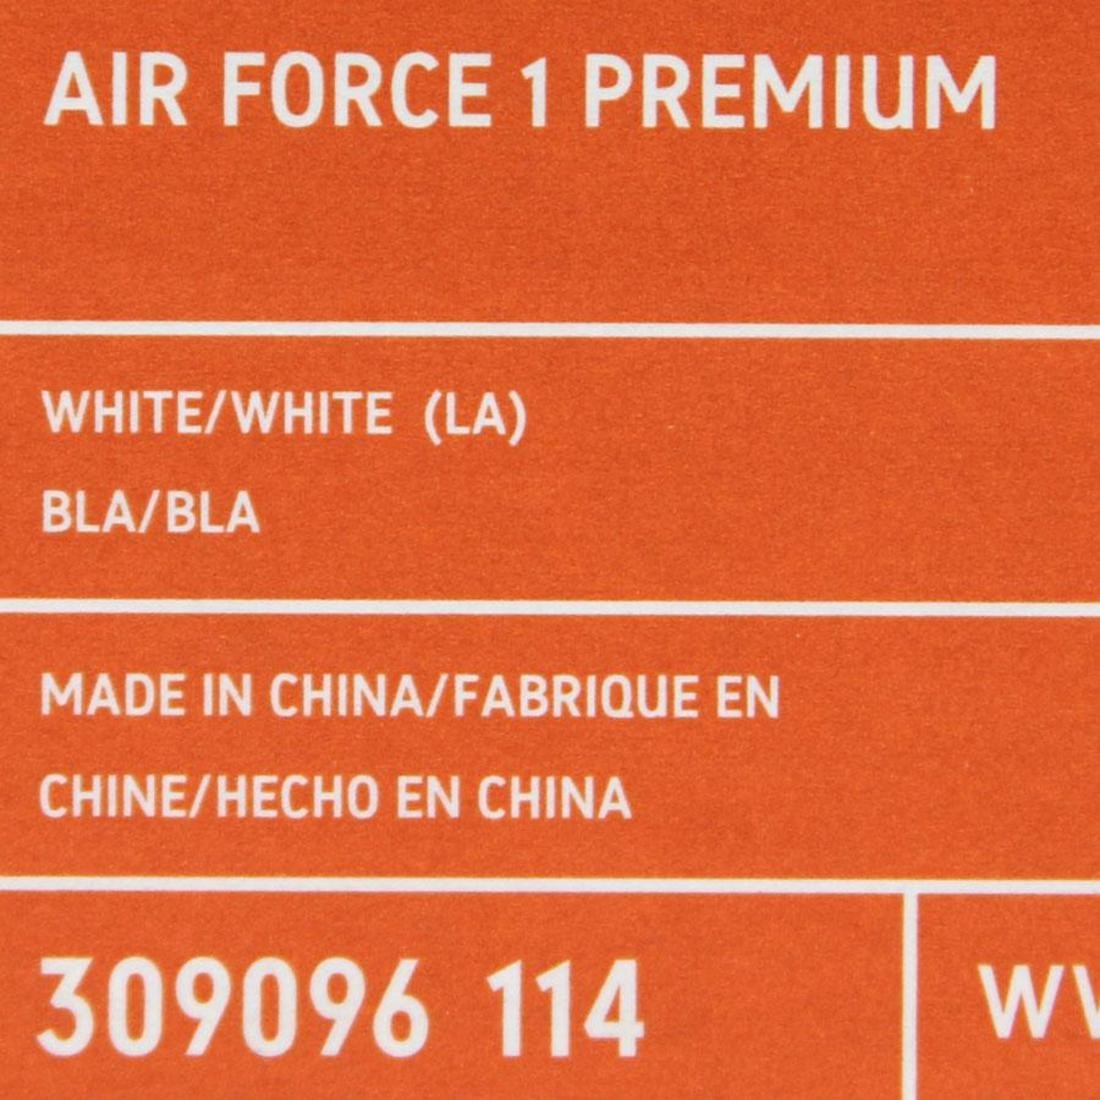 AIR FORCE 1 PREMIUM
WHITE/WHITE (LA)
BLA/BLA
MADE IN CHINA/FABRIQUE EN
CHINE/HECHO EN CHINA
309096 114